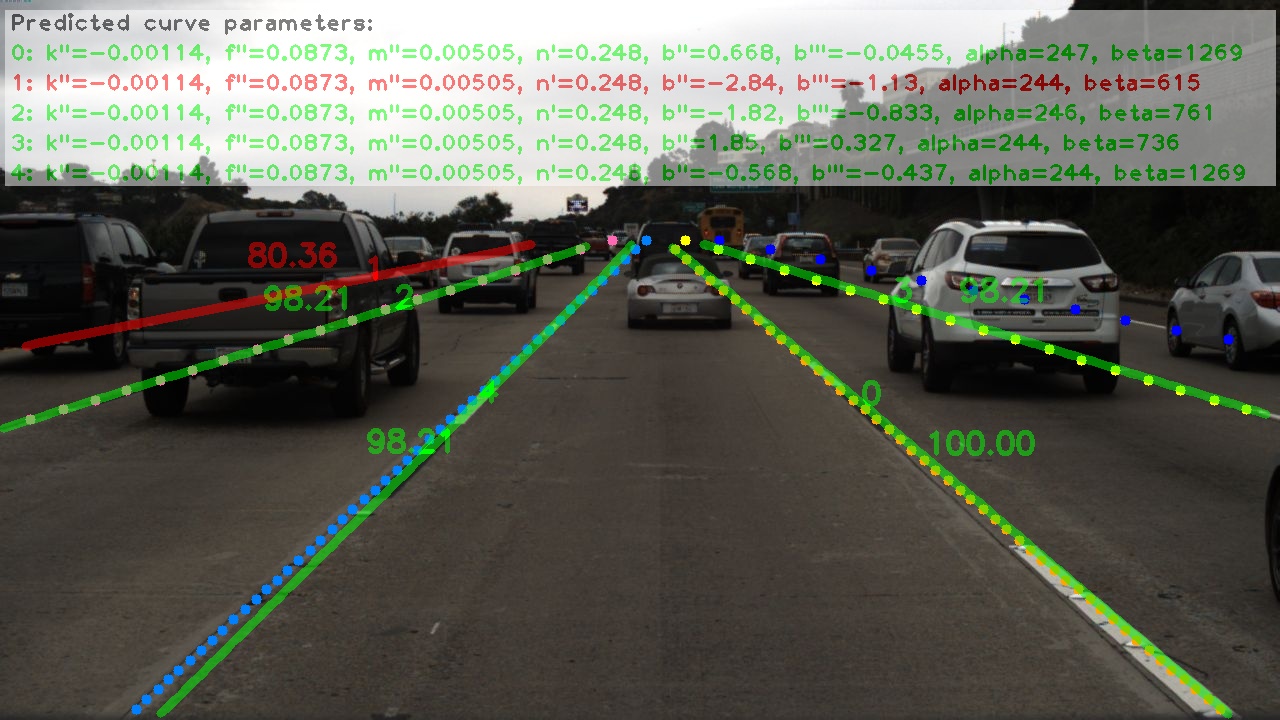 Predicted curve parameters:
0: k''=-0.00114, f''=0.0873, m''=0.00505, n'=0.248, b''=0.668, b'''=-0.0455, alpha=247, beta=1269
1: k''=-0.00114, f''=0.0873, m''=0.00505, n'=0.248, b''=-2.84, b'''=-1.13, alpha=244, beta=615
2: k''=-0.00114, f''=0.0873, m''=0.00505, n'=0.248, b''=-1.82, b'''=-0.833, alpha=246, beta=761
3: k''=-0.00114, f''=0.0873, m''=0.00505, n'=0.248, b''=1.85, b'''=0.327, alpha=244, beta=736
4: k''=-0.00114, f''=0.0873, m''=0.00505, n'=0.248, b''=-0.568, b'''=-0.437, alpha=244, beta=1269
80.36 1
98.21 2
3 98.21
4
0
98.21
100.00